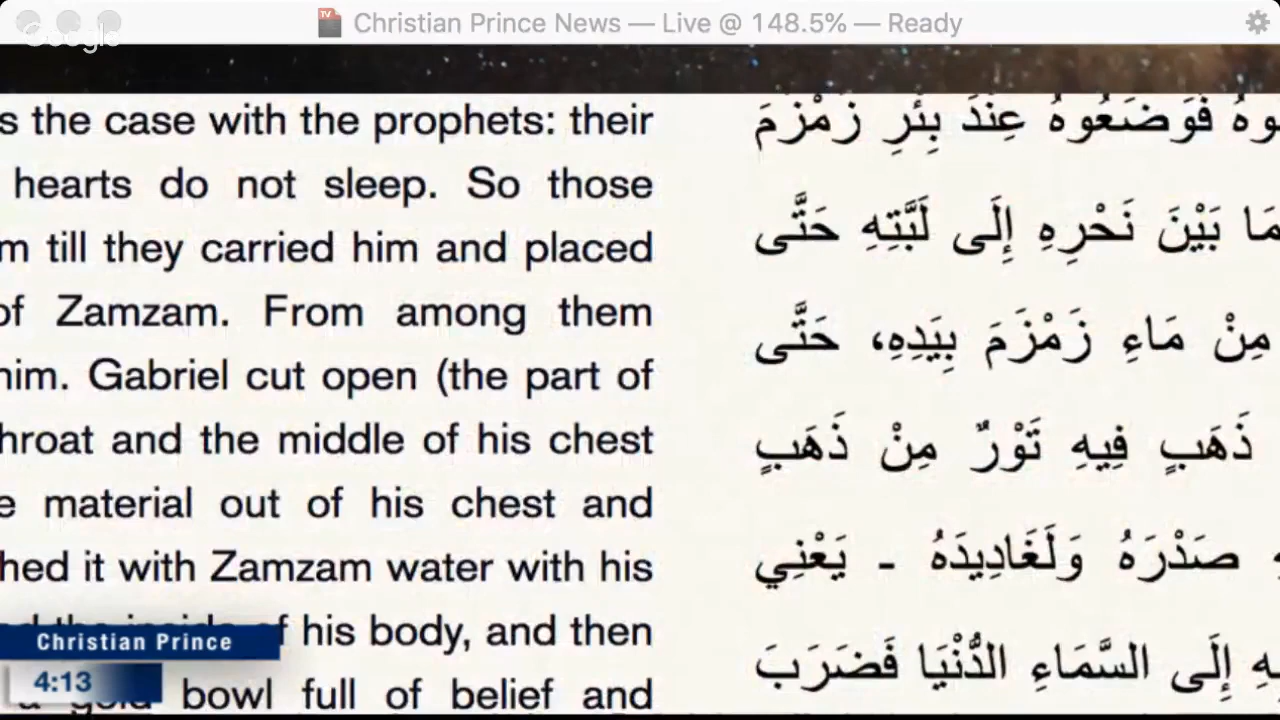 Christian Prince News — Live @ 148.5% — Ready
Google
s the case with the prophets: their
hearts do not sleep. So those
m till they carried him and placed
of Zamzam. From among them
him. Gabriel cut open (the part of
hroat and the middle of his chest
e material out of his chest and
hed it with Zamzam water with his
of his body, and then
bowl full of belief and
وهُ فَوَضَعُوهُ عِنْدَ بِئْرِ زَمْزَمَ
مَا بَيْنَ نَحْرِهِ إِلَى لَبَّتِهِ حَتَّى
مِنْ مَاءِ زَمْزَمَ بِيَدِهِ، حَتَّى
ذَهَبٍ فِيهِ تَوْرٌ مِنْ ذَهَبٍ
صَدْرَهُ وَلَغَادِيدَهُ ـ يَعْنِي
بِهِ إِلَى السَّمَاءِ الدُّنْيَا فَضَرَبَ
Christian Prince
4:13